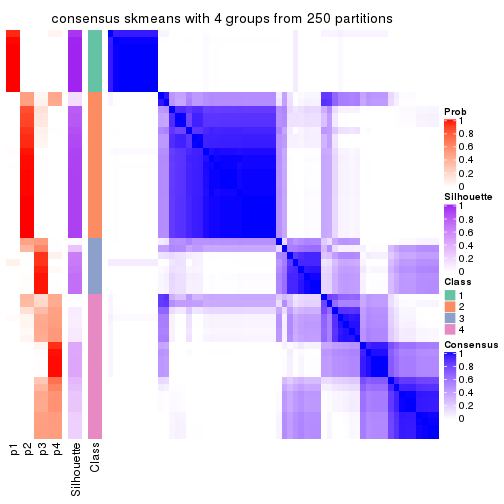 consensus skmeans with 4 groups from 250 partitions
Prob
1
0.8
0.6
0.4
0.2
0
Silhouette
1
0.8
0.6
0.4
0.2
0
Class
1
2
3
4
Consensus
1
0.8
0.6
0.4
0.2
0
p1
p2
p3
p4
Silhouette
Class